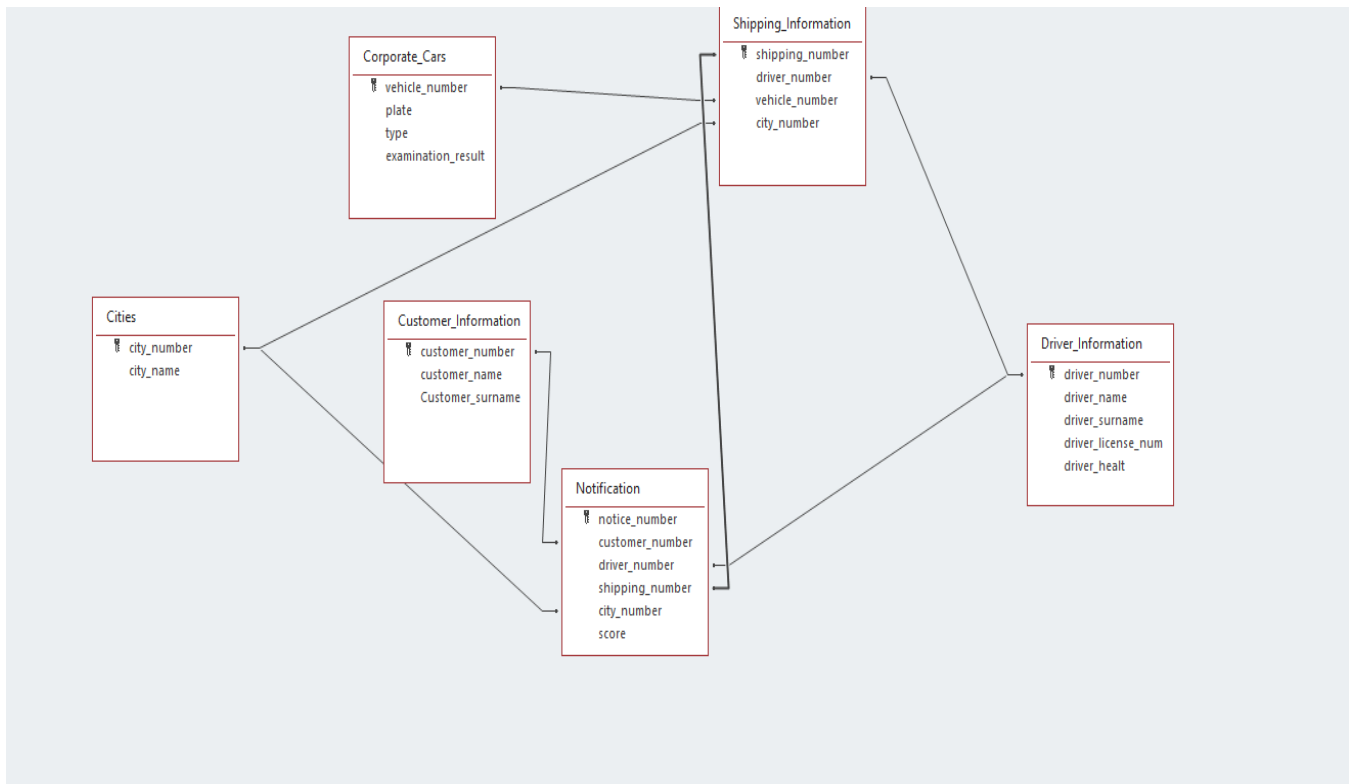 Shipping_Information
shipping_number
driver_number
vehicle_number
city_number
Corporate_Cars
vehicle_number
plate
type
examination_result
Cities
city_number
city_name
Customer_Information
customer_number
customer_name
Customer_surname
Driver_Information
driver_number
driver_name
driver_surname
driver_license_num
driver_healt
Notification
notice_number
customer_number
driver_number
shipping_number
city_number
score